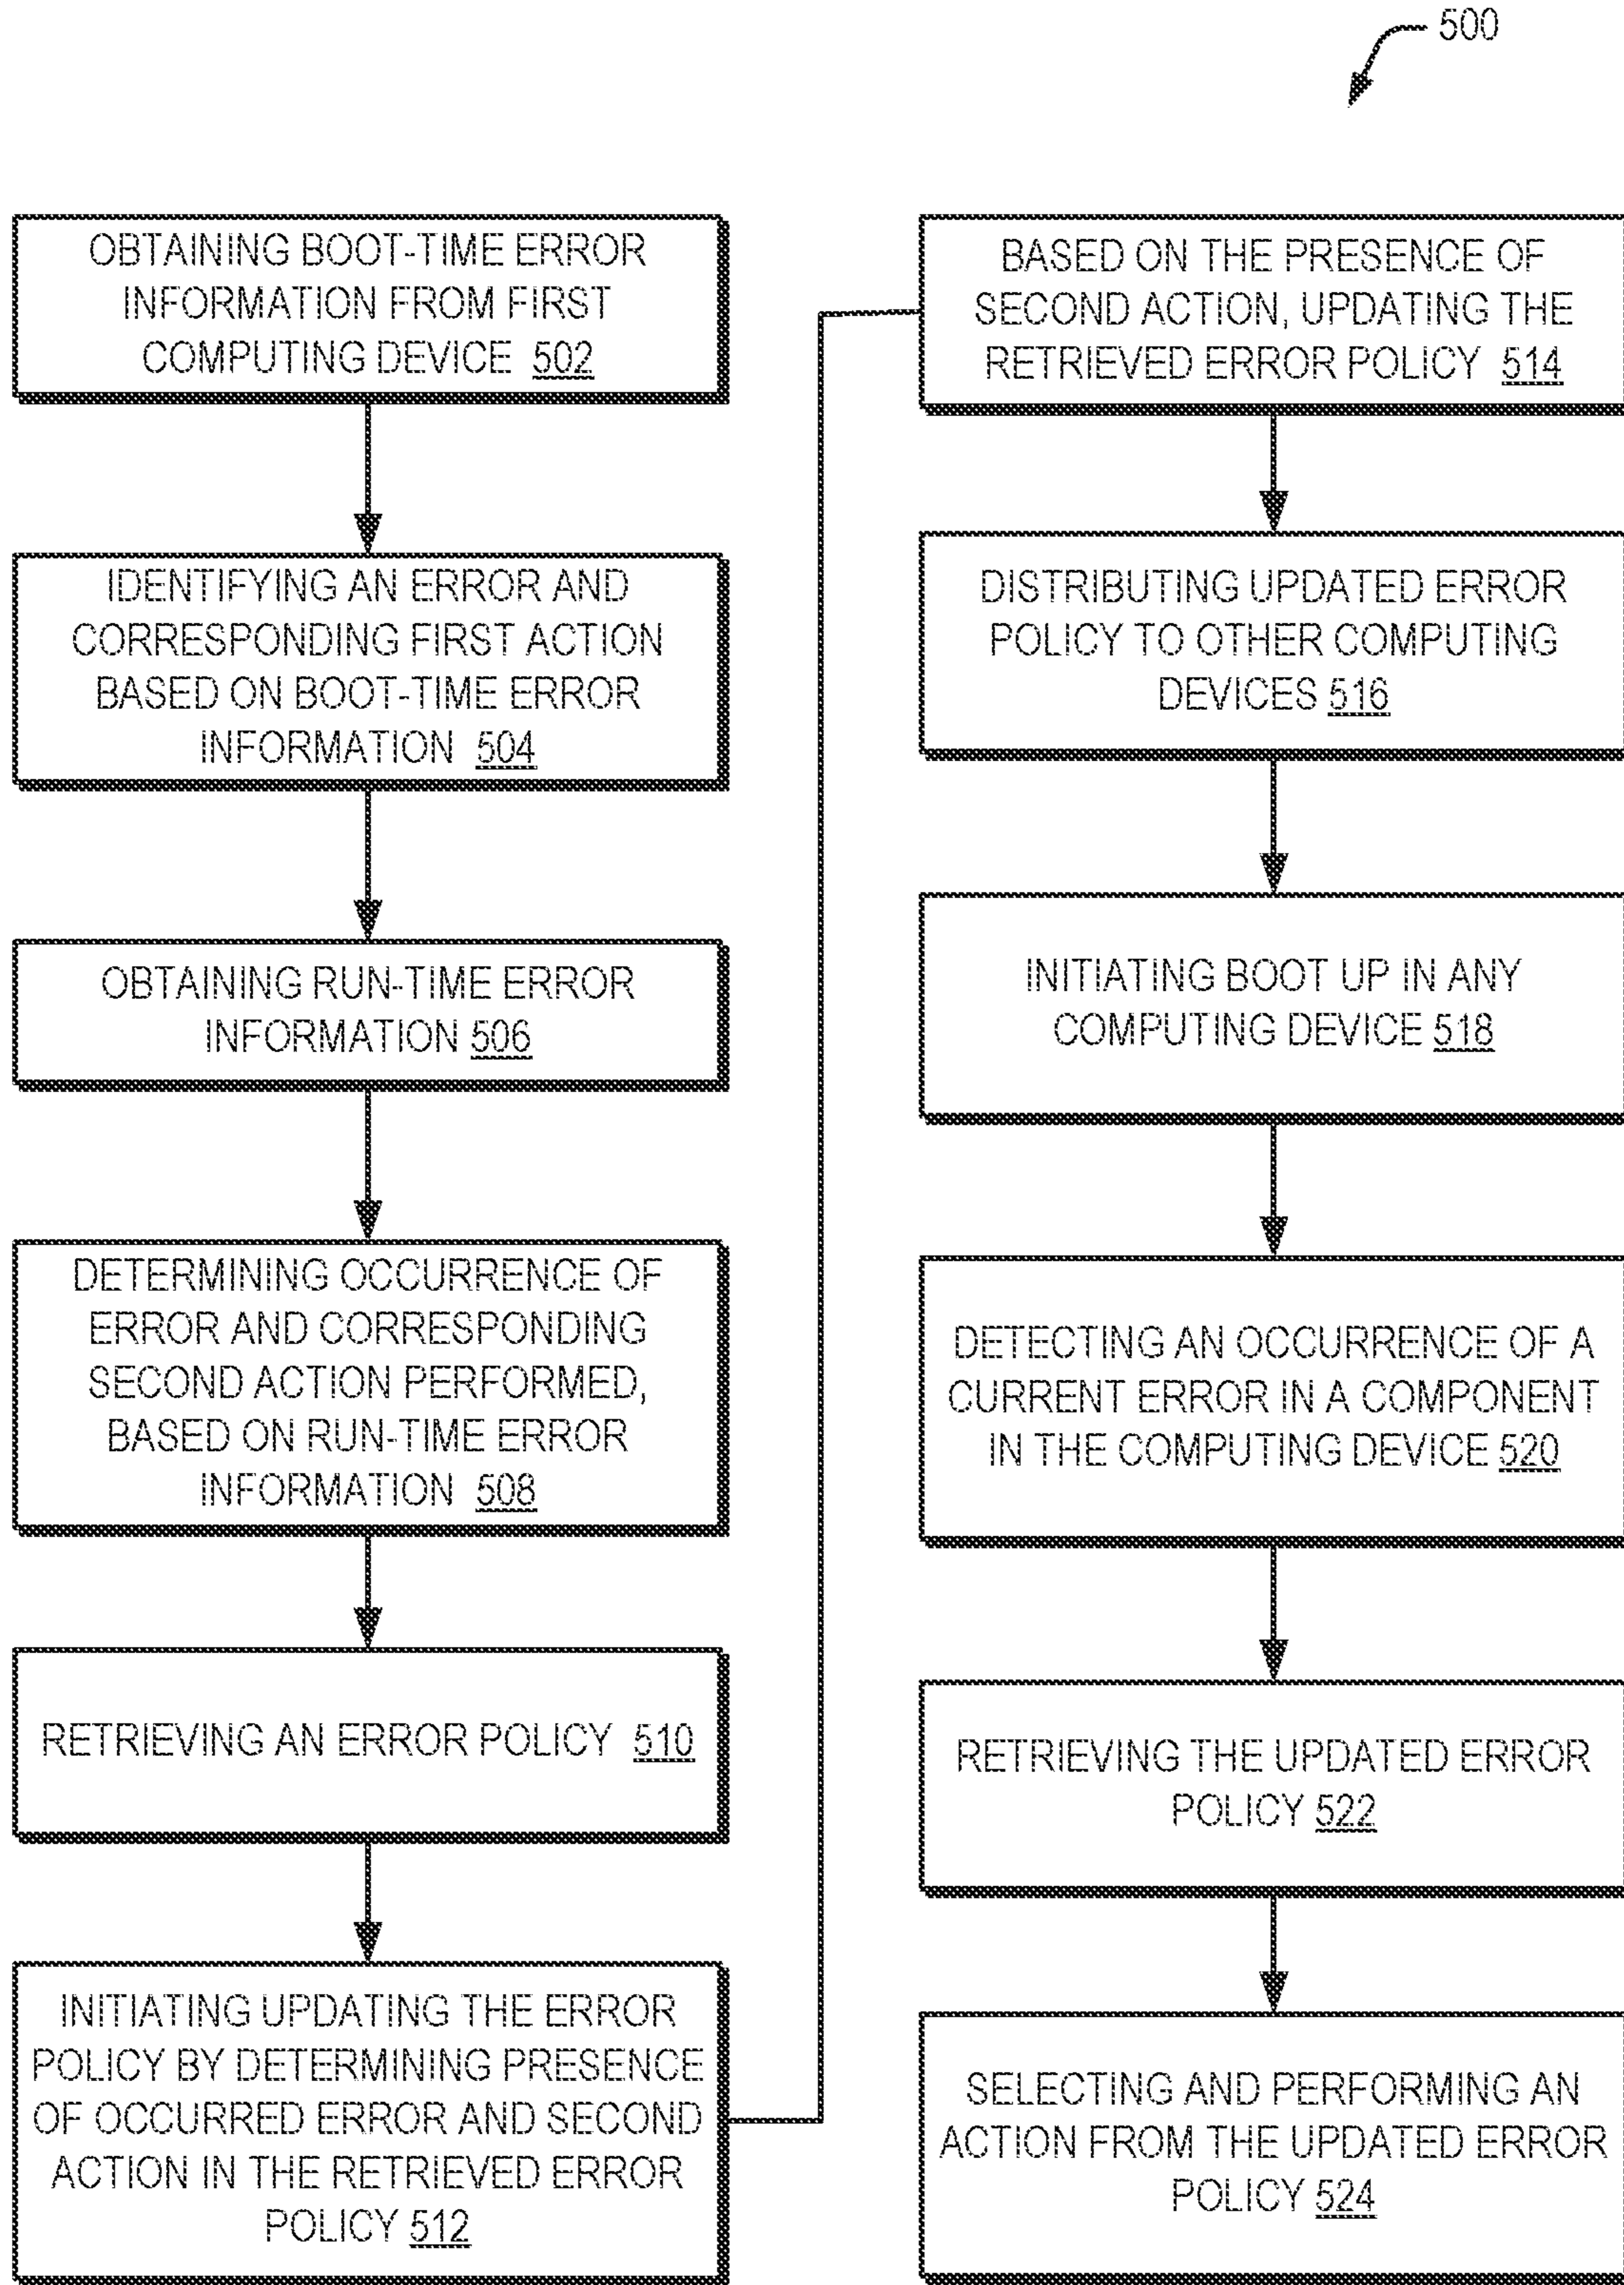 500
OBTAINING BOOT-TIME ERROR
INFORMATION FROM FIRST
COMPUTING DEVICE 502
IDENTIFYING AN ERROR AND
CORRESPONDING FIRST ACTION
BASED ON BOOT-TIME ERROR
INFORMATION 504
OBTAINING RUN-TIME ERROR
INFORMATION 506
DETERMINING OCCURRENCE OF
ERROR AND CORRESPONDING
SECOND ACTION PERFORMED,
BASED ON RUN-TIME ERROR
INFORMATION 508
RETRIEVING AN ERROR POLICY 510
INITIATING UPDATING THE ERROR
POLICY BY DETERMINING PRESENCE
OF OCCURRED ERROR AND SECOND
ACTION IN THE RETRIEVED ERROR
POLICY 512
BASED ON THE PRESENCE OF
SECOND ACTION, UPDATING THE
RETRIEVED ERROR POLICY 514
DISTRIBUTING UPDATED ERROR
POLICY TO OTHER COMPUTING
DEVICES 516
INITIATING BOOT UP IN ANY
COMPUTING DEVICE 518
DETECTING AN OCCURRENCE OF A
CURRENT ERROR IN A COMPONENT
IN THE COMPUTING DEVICE 520
RETRIEVING THE UPDATED ERROR
POLICY 522
SELECTING AND PERFORMING AN
ACTION FROM THE UPDATED ERROR
POLICY 524